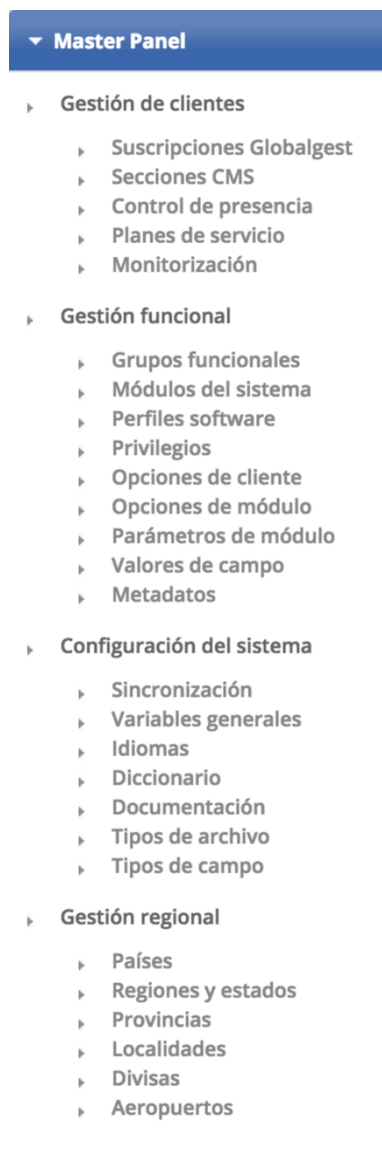 Master Panel
Gestión de clientes
Suscripciones Globalgest
Secciones CMS
Control de presencia
Planes de servicio
Monitorización
Gestión funcional
Grupos funcionales
Módulos del sistema
Perfiles software
Privilegios
Opciones de cliente
Opciones de módulo
Parámetros de módulo
Valores de campo
Metadatos
Configuración del sistema
Sincronización
Variables generales
Idiomas
Diccionario
Documentación
Tipos de archivo
Tipos de campo
Gestión regional
Países
Regiones y estados
Provincias
Localidades
Divisas
Aeropuertos